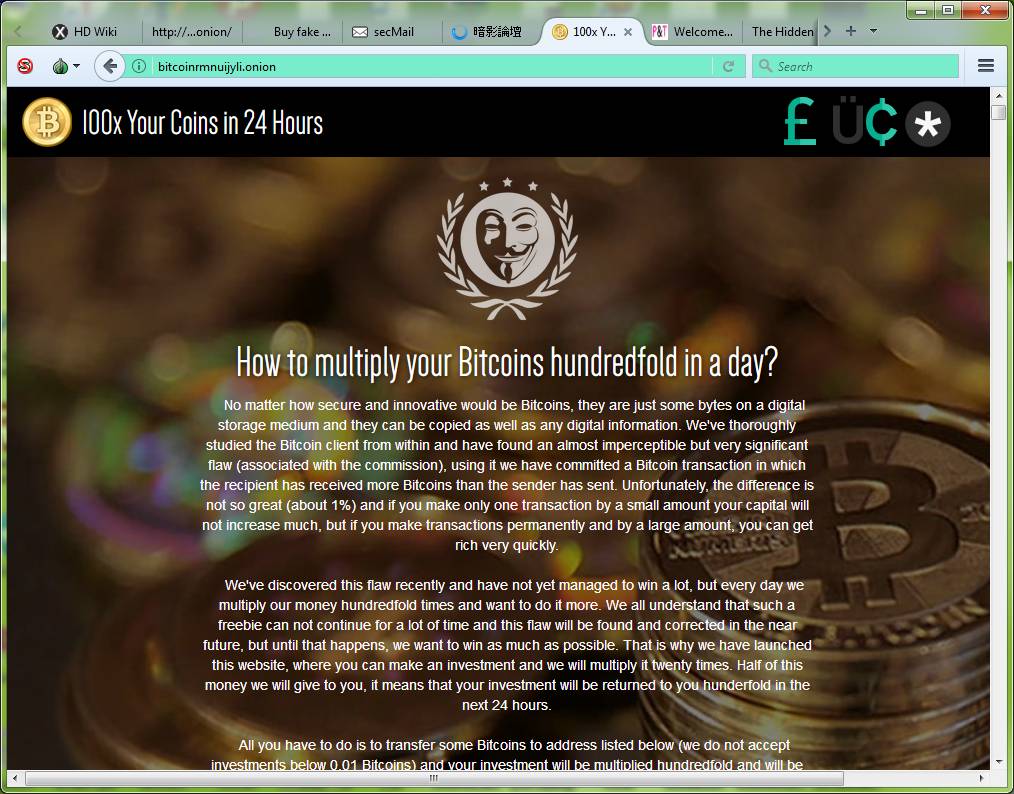 HD Wiki
http:/...onion/
Buy fake ...
secMail
暗影論壇
100x Y...
Welcome...
The Hidden
bitcoinrmnuijyli.onion
Search
100x Your Coins in 24 Hours
£ Ü¢ *
How to multiply your Bitcoins hundredfold in a day?
No matter how secure and innovative would be Bitcoins, they are just some bytes on a digital
storage medium and they can be copied as well as any digital information. We've thoroughly
studied the Bitcoin client from within and have found an almost imperceptible but very significant
flaw (associated with the commission), using it we have committed a Bitcoin transaction in which
the recipient has received more Bitcoins than the sender has sent. Unfortunately, the difference is
not so great (about 1%) and if you make only one transaction by a small amount your capital will
not increase much, but if you make transactions permanently and by a large amount, you can get
rich very quickly.
We've discovered this flaw recently and have not yet managed to win a lot, but every day we
multiply our money hundredfold times and want to do it more. We all understand that such a
freebie can not continue for a lot of time and this flaw will be found and corrected in the near
future, but until that happens, we want to win as much as possible. That is why we have launched
this website, where you can make an investment and we will multiply it twenty times. Half of this
money we will give to you, it means that your investment will be returned to you hunderfold in the
next 24 hours.
All you have to do is to transfer some Bitcoins to address listed below (we do not accept
investments below 0.01 Bitcoins) and your investment will be multiplied hundredfold and will be